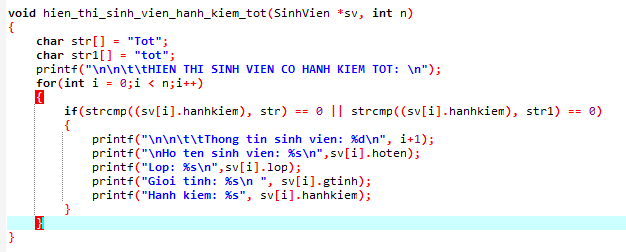 void hien_thi_sinh_vien_hanh_kiem_tot(SinhVien *sv, int n)
{
char str[] = "Tot";
char str1[] = "tot";
printf("\n\n\t\tHIEN THI SINH VIEN CO HANH KIEM TOT: \n");
for(int i = 0;i < n;i++)
{
if(strcmp((sv[i].hanhkiem), str) == 0 || strcmp((sv[i].hanhkiem), str1) == 0)
{
printf("\n\n\t\tThong tin sinh vien: %d\n", i+1);
printf("\nHo ten sinh vien: %s\n",sv[i].hoten);
printf("Lop: %s\n",sv[i].lop);
printf("Gioi tinh: %s\n ", sv[i].gtinh);
printf("Hanh kiem: %s", sv[i].hanhkiem);
}
}
}